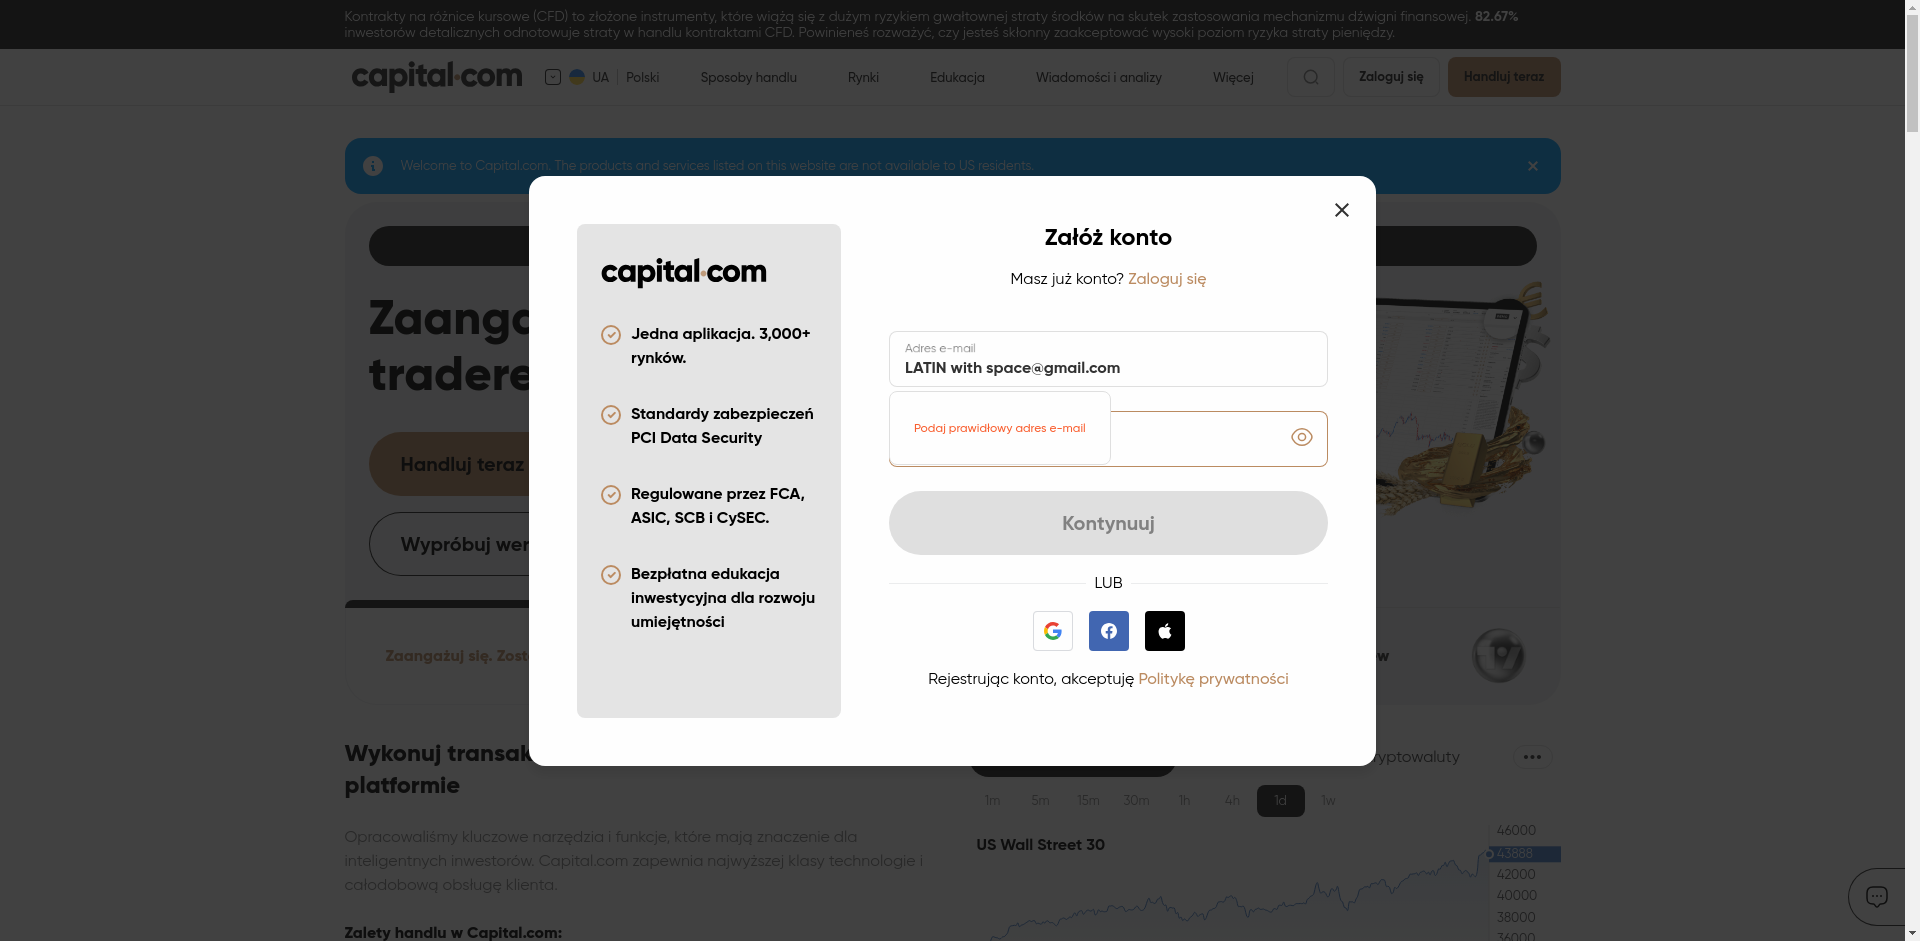 Kontrakty na różnice kursowe (CFD) to złożone instrumenty, które wiążą się z dużym ryzykiem gwałtownej straty środków na skutek zastosowania mechanizmu dźwigni finansowej. 82.67%
inwestorów detalicznych odnotowuje straty w handlu kontraktami CFD. Powinieneś rozważyć, czy jesteś skłonny zaakceptować wysoki poziom ryzyka straty pieniędzy.
capital.com
UA
Polski
Sposoby handlu
Rynki
Edukacja
Wiadomości i analizy
Więcej
Zaloguj się
Handluj teraz
Welcome to Capital.com. The products and services listed on this website are not available to US residents.
Zaanga
tradere
Handluj teraz
Wypróbuj wer
Zaangażuj się. Zost
capital.com
Jedna aplikacja. 3,000+
rynków.
Standardy zabezpieczeń
PCI Data Security
Regulowane przez FCA,
ASIC, SCB i CySEC.
Bezpłatna edukacja
inwestycyjna dla rozwoju
umiejętności
Załóż konto
Masz już konto? Zaloguj się
Adres e-mail
LATIN with space@gmail.com
Podaj prawidłowy adres e-mail
Kontynuuj
LUB
Rejestrując konto, akceptuję Politykę prywatności
Wykonuj transak
platformie
Opracowaliśmy kluczowe narzędzia i funkcje, które mają znaczenie dla
inteligentnych inwestorów. Capital.com zapewnia najwyższej klasy technologie i
całodobową obsługę klienta.
Zalety handlu w Capital.com:
ryptowaluty
1m
5m
15m
30m
1h
4h
1d
1w
US Wall Street 30
46000
43888
42000
40000
38000
36000